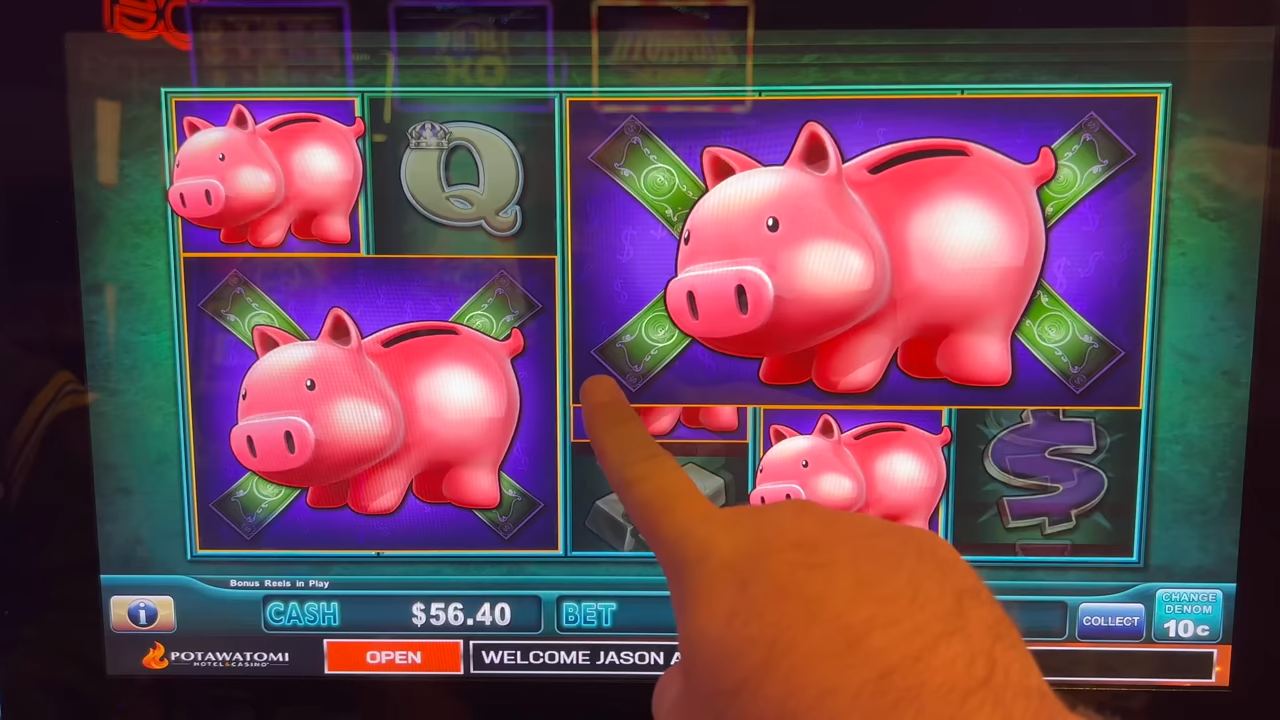 Q
$
Bonus Reels in Play
CASH $56.40 BET
COLLECT
CHANGE
DENOM
10¢
POTAWATOMI
HOTEL & CASINO
OPEN
WELCOME JASON A